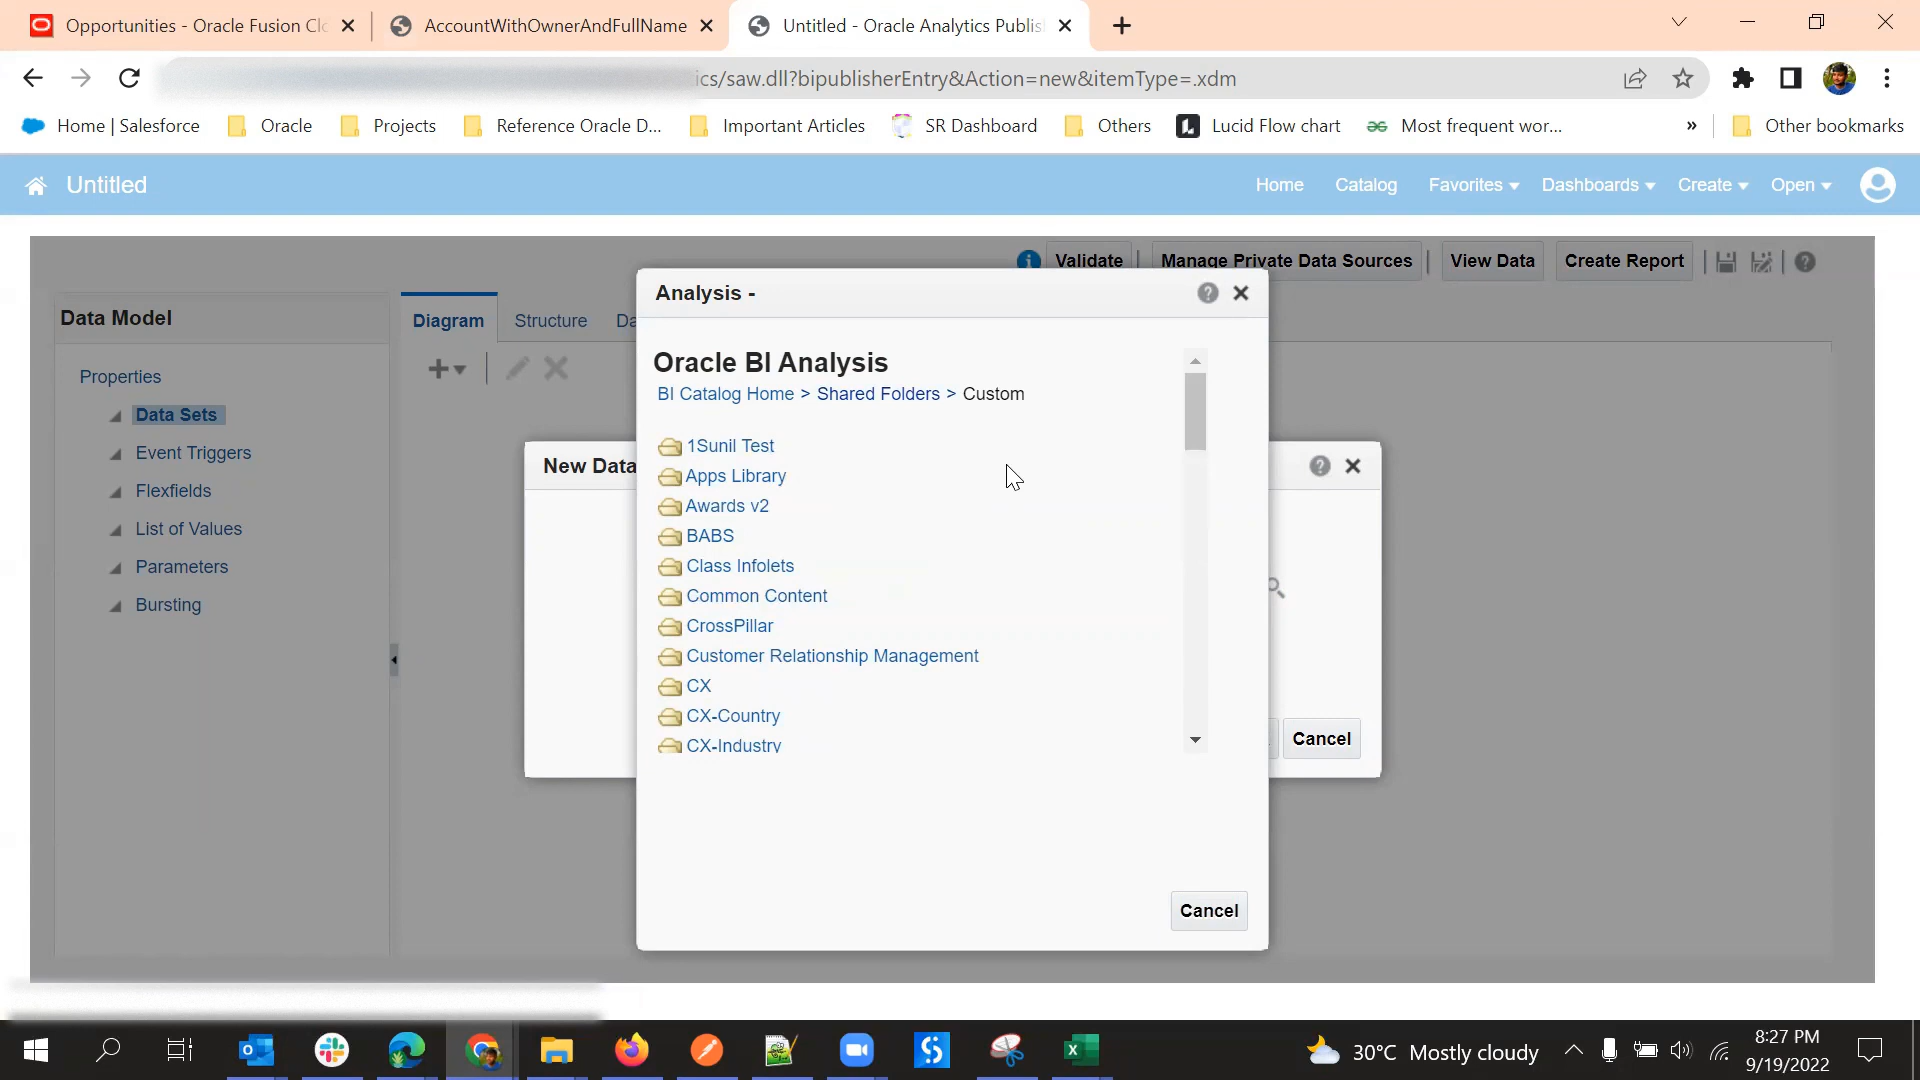 Opportunities - Oracle Fusion Clo
AccountWithOwnerAndFullName
Untitled - Oracle Analytics Publish
ics/saw.dll?bipublisherEntry&Action=new&itemType=.xdm
Home | Salesforce
Oracle
Projects
Reference Oracle D...
Important Articles
SR Dashboard
Others
Lucid Flow chart
Most frequent wor...
»
Other bookmarks
Untitled
Home
Catalog
Favorites
Dashboards
Create
Open
Validate
Manage Private Data Sources
View Data
Create Report
Data Model
Diagram
Structure
Da
Properties
Data Sets
Event Triggers
Flexfields
List of Values
Parameters
Bursting
New Data
Cancel
Analysis -
Oracle BI Analysis
BI Catalog Home > Shared Folders > Custom
1Sunil Test
Apps Library
Awards v2
BABS
Class Infolets
Common Content
CrossPillar
Customer Relationship Management
CX
CX-Country
CX-Industry
Cancel
30°C Mostly cloudy
8:27 PM
9/19/2022